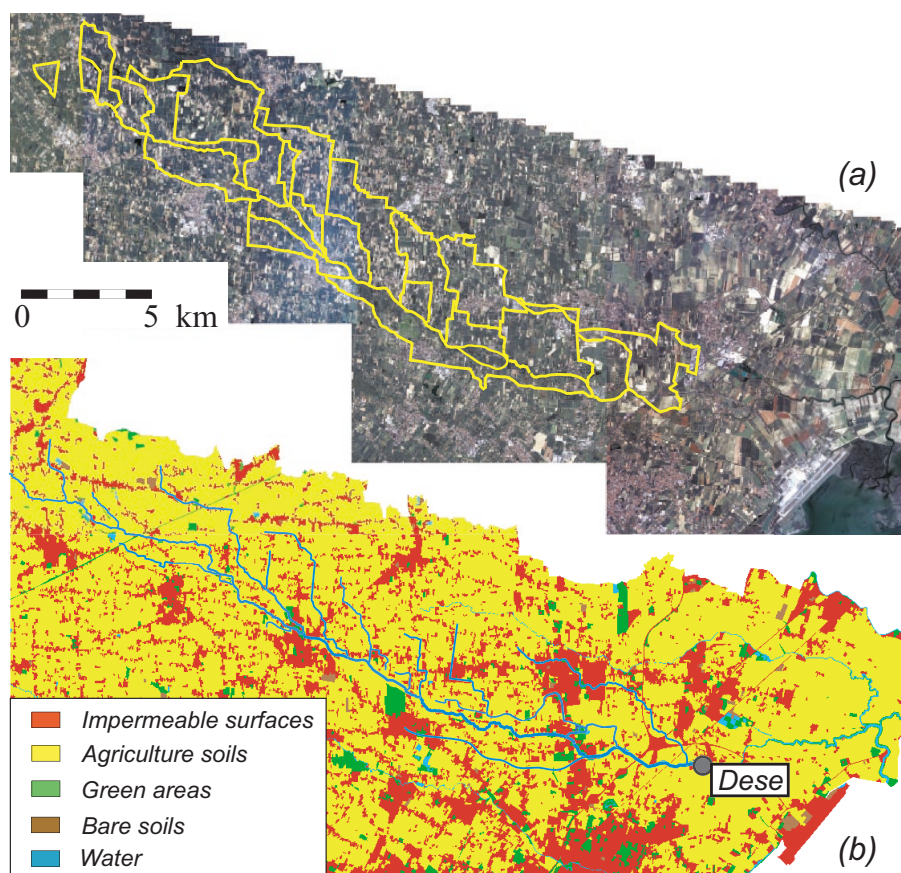 (a)
0 5 km
Impermeable surfaces
Agriculture soils
Green areas
Bare soils
Water
Dese
(b)